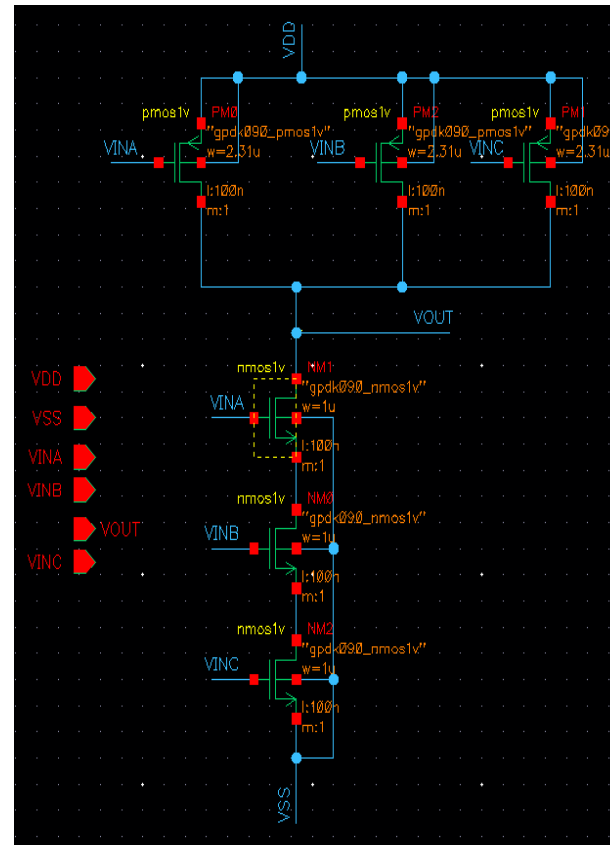 VDD
pmos1v PM0
"gpdk090_pmos1v"
VINA
w=2.31u
l:100n
m:1
pmos1v PM2
"gpdk090_pmos1v"
VINB
w=2.31u
l:100n
m:1
pmos1v
VINC
w=2.31u
l:100n
m:1
VOUT
nmos1v NM1
"gpdk090_nmos1v"
VINA
w=1u
l:100n
m:1
nmos1v NM0
"gpdk090_nmos1v"
VINB
w=1u
l:100n
m:1
nmos1v NM2
"gpdk090_nmos1v"
VINC
w=1u
l:100n
m:1
VSS
VDD
VSS
VINA
VINB
VOUT
VINC